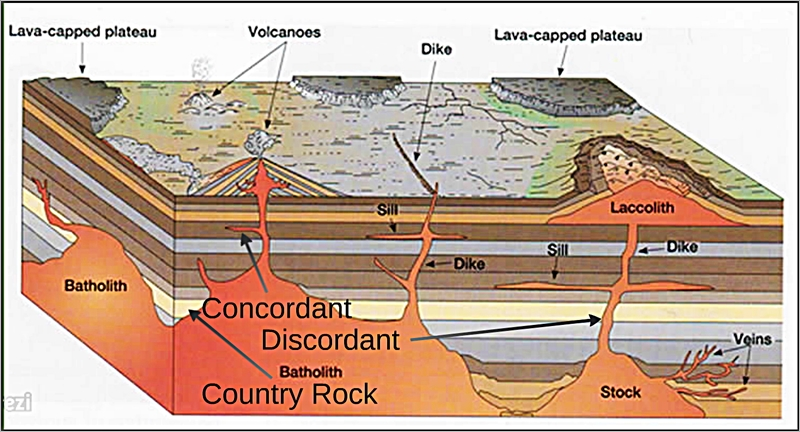 Lava-capped plateau
Volcanoes
Dike
Lava-capped plateau
Sill
Laccolith
Dike
Sill
Dike
Batholith
Concordant
Discordant
Veins
Batholith
Country Rock
Stock
ezi